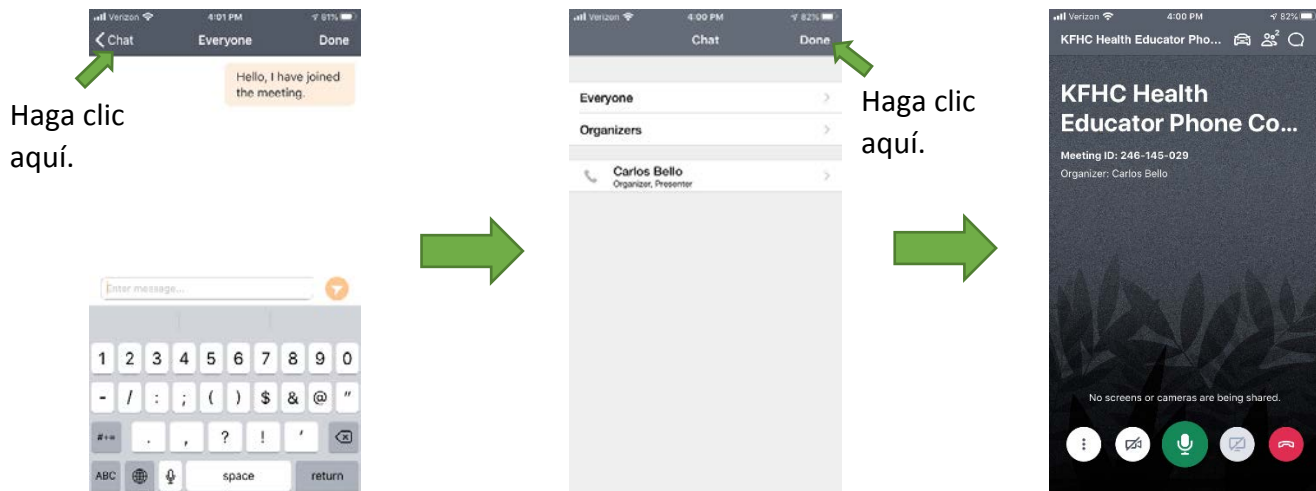 Verizon 4:01 PM 81%
Chat Everyone Done
Hello, I have joined
the meeting.
Haga clic
aquí.
Enter message...
1 2 3 4 5 6 7 8 9 0
- / : ; ( ) $ & @ "
#+= . , ? ! '
ABC space return
Verizon 4:00 PM 82%
Chat Done
Everyone
Organizers
Carlos Bello
Organizer, Presenter
Haga clic
aquí.
Verizon 4:00 PM 82%
KFHC Health Educator Pho... 2
KFHC Health
Educator Phone Co...
Meeting ID: 246-145-029
Organizer: Carlos Bello
No screens or cameras are being shared.